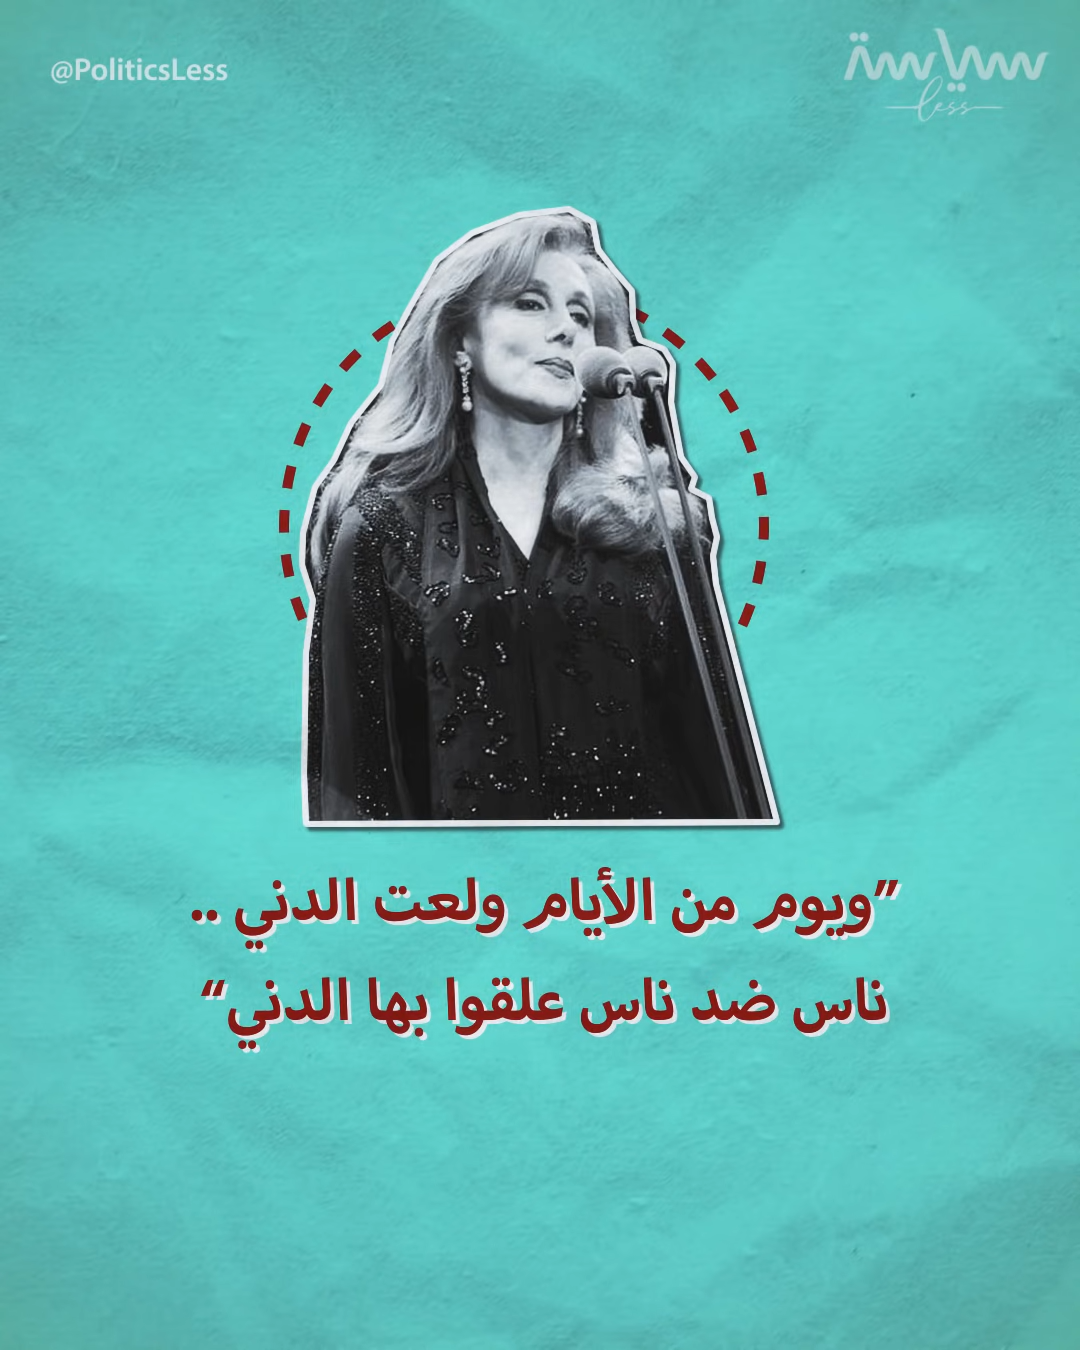 @PoliticsLess
سياسة
less
”ويوم من الأيام ولعت الدني ..
ناس ضد ناس علقوا بها الدني“